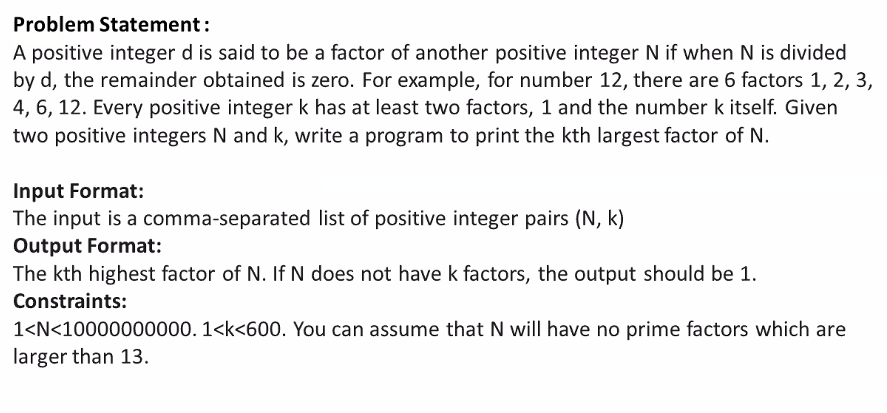 Problem Statement :
A positive integer d is said to be a factor of another positive integer N if when N is divided
by d, the remainder obtained is zero. For example, for number 12, there are 6 factors 1, 2, 3,
4, 6, 12. Every positive integer k has at least two factors, 1 and the number k itself. Given
two positive integers N and k, write a program to print the kth largest factor of N.
Input Format:
The input is a comma-separated list of positive integer pairs (N, k)
Output Format:
The kth highest factor of N. If N does not have k factors, the output should be 1.
Constraints:
1<N<10000000000. 1<k<600. You can assume that N will have no prime factors which are
larger than 13.